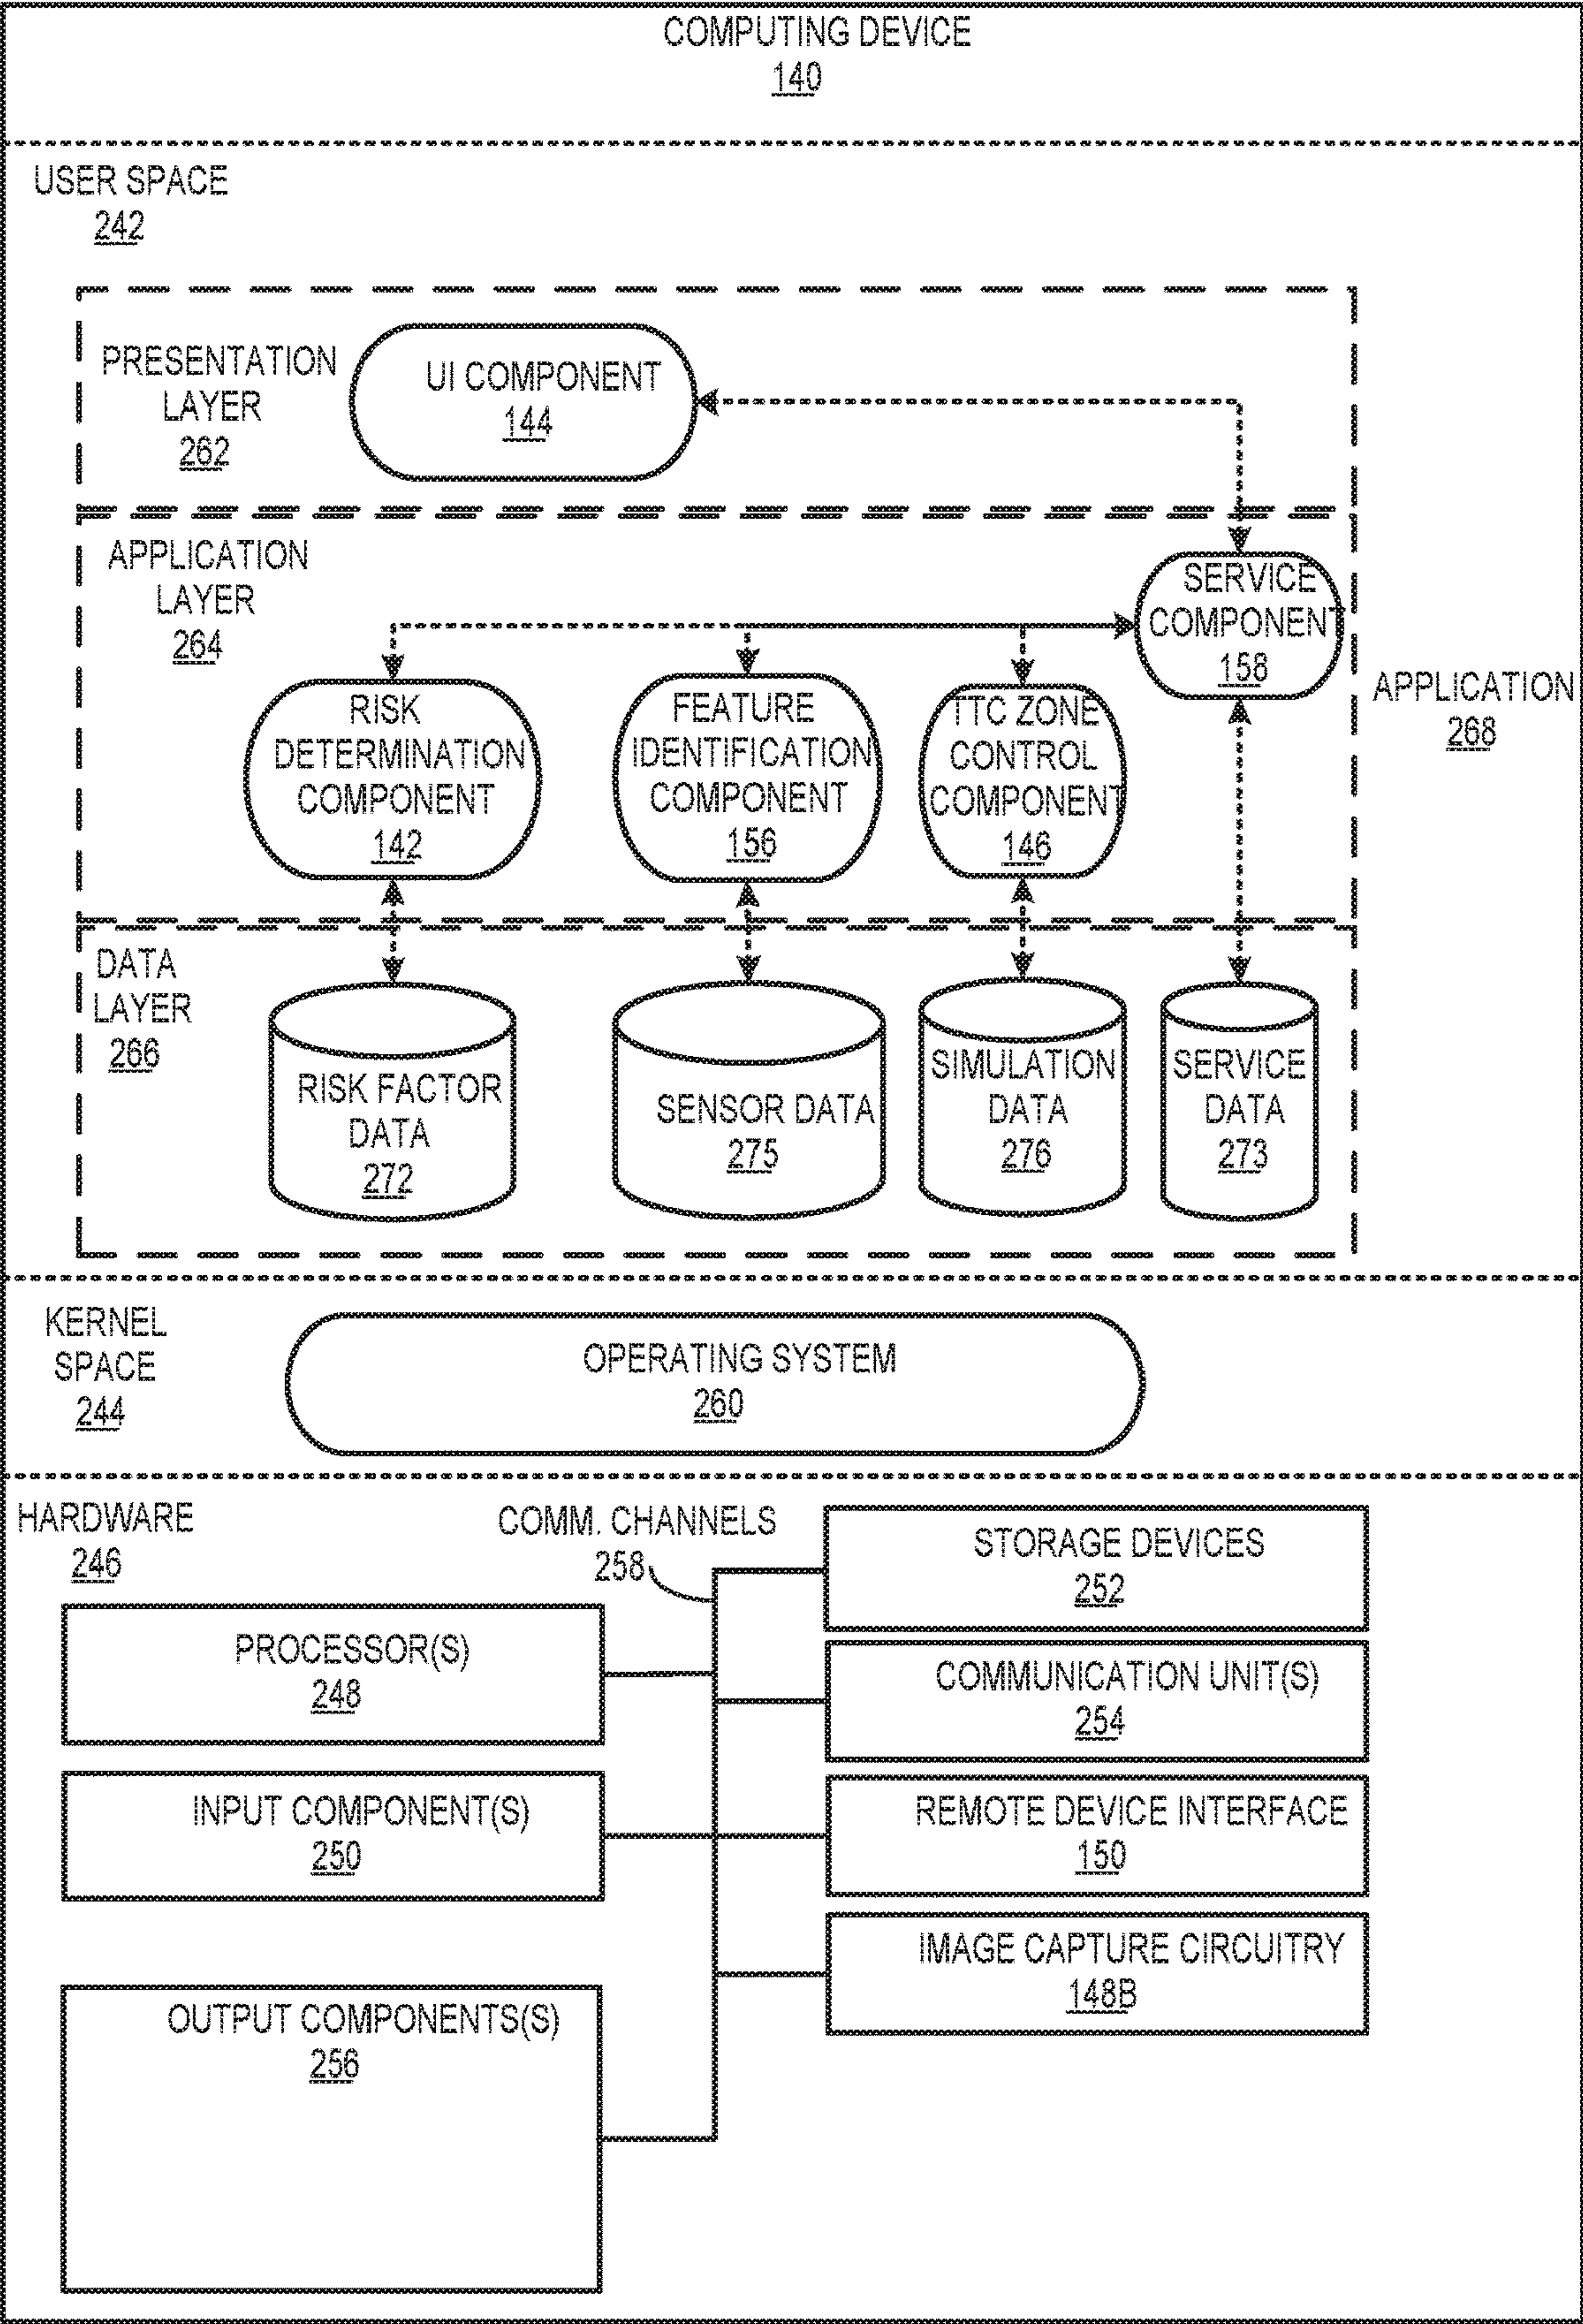 COMPUTING DEVICE
140
USER SPACE
242
PRESENTATION
LAYER
262
UI COMPONENT
144
APPLICATION
LAYER
264
SERVICE
COMPONENT
158
RISK
DETERMINATION
COMPONENT
142
FEATURE
IDENTIFICATION
COMPONENT
156
TTC ZONE
CONTROL
COMPONENT
146
APPLICATION
268
DATA
LAYER
266
RISK FACTOR
DATA
272
SENSOR DATA
275
SIMULATION
DATA
276
SERVICE
DATA
273
KERNEL
SPACE
244
OPERATING SYSTEM
260
HARDWARE
246
COMM. CHANNELS
258
PROCESSOR(S)
248
INPUT COMPONENT(S)
250
OUTPUT COMPONENTS(S)
256
STORAGE DEVICES
252
COMMUNICATION UNIT(S)
254
REMOTE DEVICE INTERFACE
150
IMAGE CAPTURE CIRCUITRY
148B